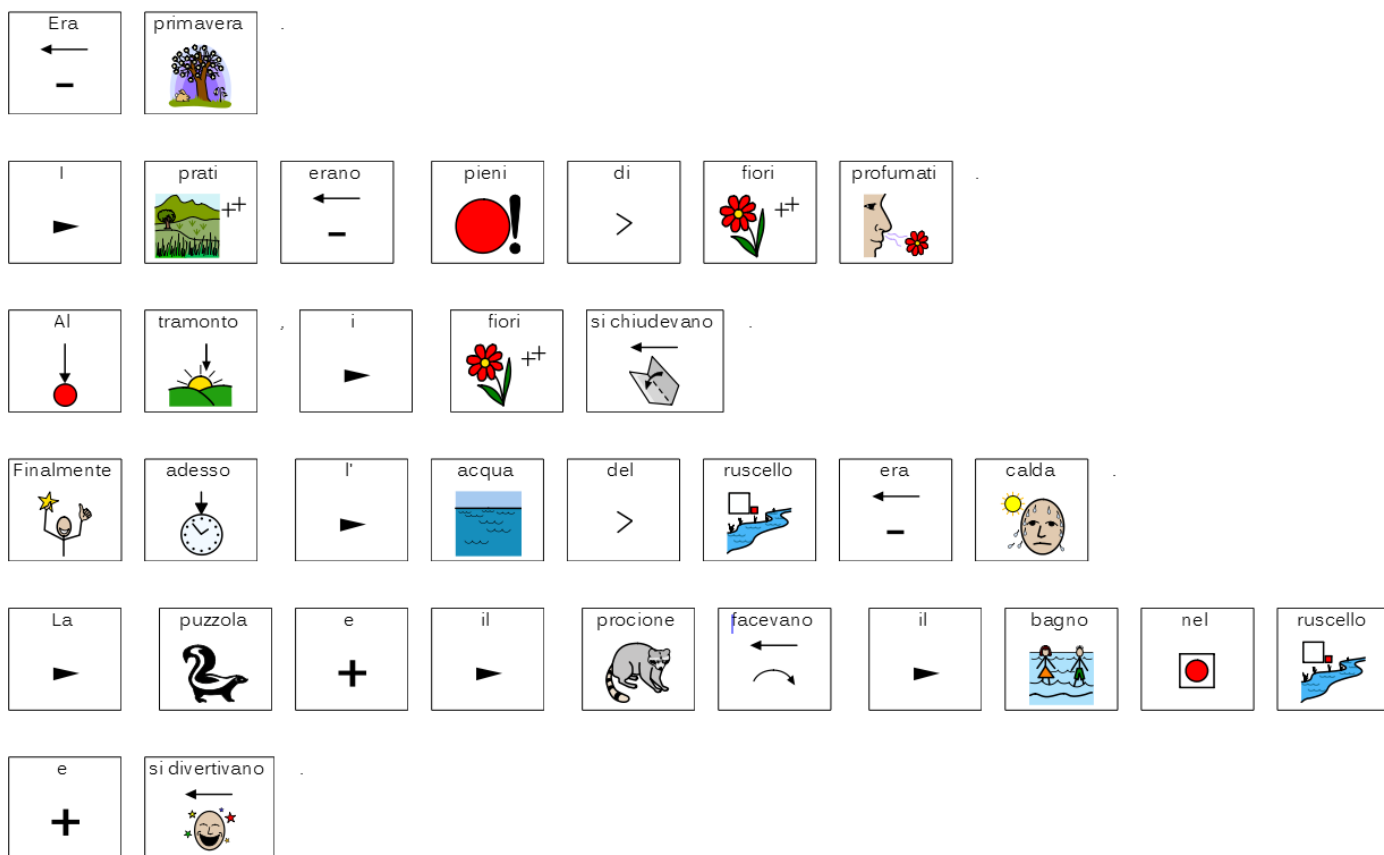 Era primavera .
I prati erano pieni di fiori profumati .
Al tramonto , i fiori si chiudevano .
Finalmente adesso l' acqua del ruscello era calda .
La puzzola e il procione facevano il bagno nel ruscello
e si divertivano .